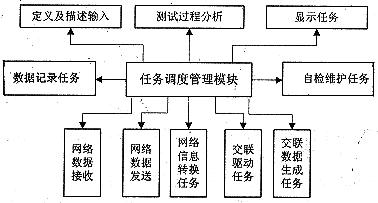 定义及描述输入
测试过程分析
显示任务
数据记录任务
任务调度管理模块
自检维护任务
网络
数据
接收
网络
数据
发送
网络
信息
转换
任务
交联
驱动
任务
交联
数据
生成
任务